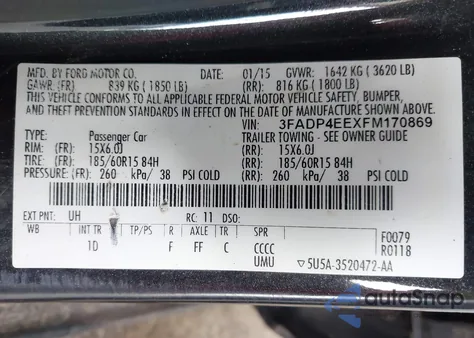 MFD. BY FORD MOTOR CO. DATE: 01/15 GVWR: 1642 KG ( 3620 LB)
GAWR: (FR) 839 KG ( 1850 LB) (RR): 816 KG ( 1800 LB)
THIS VEHICLE CONFORMS TO ALL APPLICABLE FEDERAL MOTOR VEHICLE SAFETY, BUMPER,
AND THEFT PREVENTION STANDARDS IN EFFECT ON THE DATE OF MANUFACTURE SHOWN ABOVE.
VIN: 3FADP4EEXFM170869
TYPE: Passenger Car TRAILER TOWING - SEE OWNER GUIDE
RIM: (FR): 15X6.0J (RR): 15X6.0J
TIRE: (FR): 185/60R15 84H (RR): 185/60R15 84H
PRESSURE: (FR): 260 kPa/ 38 PSI COLD (RR): 260 kPa/ 38 PSI COLD
EXT PNT: UH RC: 11 DSO:
WB INT TR TP/PS R AXLE TR SPR F0079
1D F FF C CCCC R0118
UMU ▽5U5A-3520472-AA
autoSnap